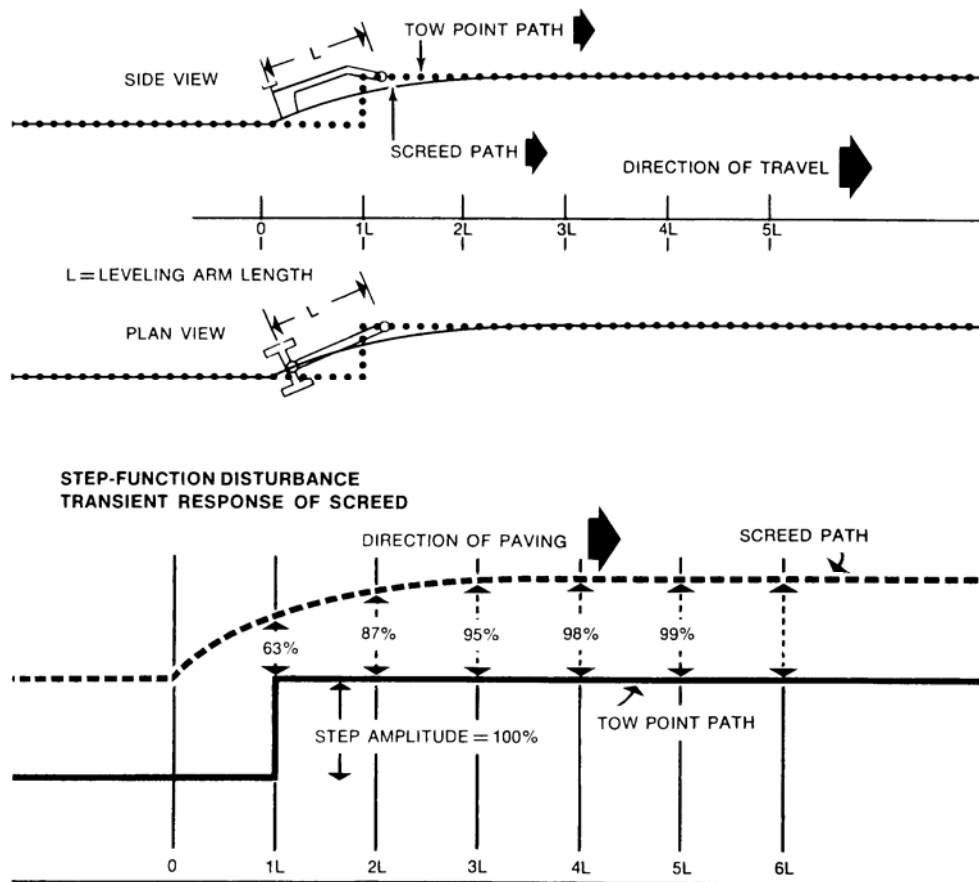 TOW POINT PATH
L
SIDE VIEW
SCREED PATH
DIRECTION OF TRAVEL
0 1L 2L 3L 4L 5L
L=LEVELING ARM LENGTH
L
PLAN VIEW
STEP-FUNCTION DISTURBANCE
TRANSIENT RESPONSE OF SCREED
DIRECTION OF PAVING
SCREED PATH
63% 87% 95% 98% 99%
TOW POINT PATH
STEP AMPLITUDE=100%
0 1L 2L 3L 4L 5L 6L